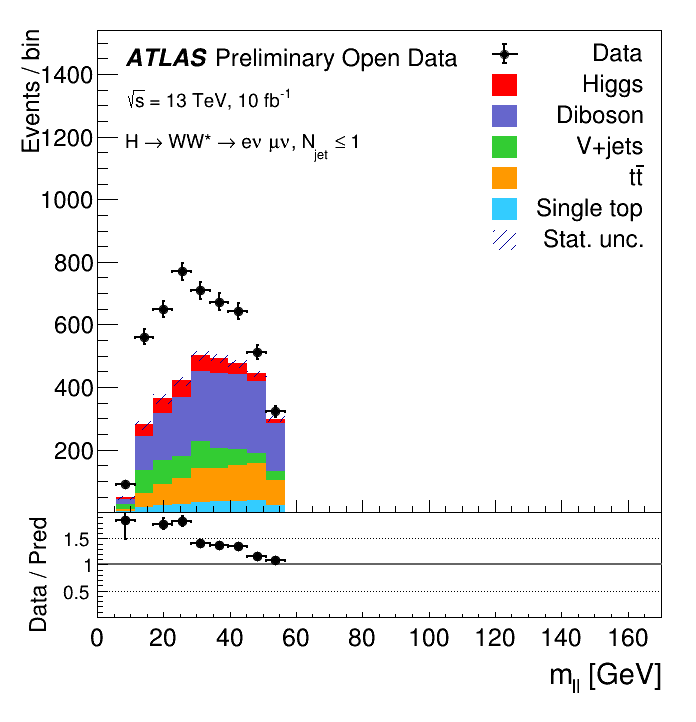 ATLAS Preliminary Open Data
√s = 13 TeV, 10 fb⁻¹
H → WW* → eν μν, N_jet ≤ 1
Data
Higgs
Diboson
V+jets
tt̄
Single top
Stat. unc.
Events / bin
1400
1200
1000
800
600
400
200
Data / Pred
1.5
1
0.5
0 20 40 60 80 100 120 140 160
m_ll [GeV]